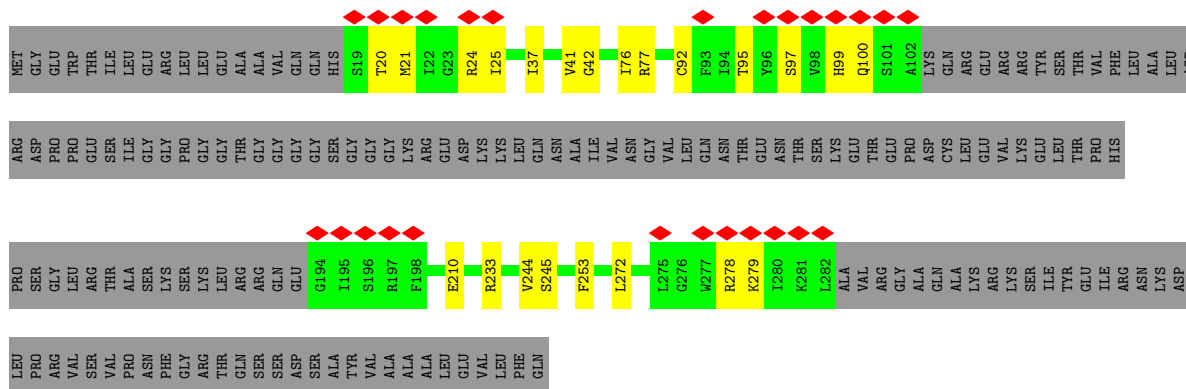 MET GLY GLU TRP THR ILE LEU GLU ARG LEU LEU GLU ALA ALA VAL GLN GLN HIS S19 T20 M21 I22 G23 R24 I25 I37 V41 G42 I76 R77 C92 F93 I94 T95 Y96 S97 V98 H99 Q100 S101 A102 LYS GLN ARG GLU ARG ARG TYR SER THR VAL PHE LEU ALA LEU
ARG ASP PRO PRO GLU SER ILE GLY GLY PRO GLY GLY THR GLY GLY GLY GLY SER GLY GLY GLY LYS ARG GLU ASP LYS LYS LEU GLN ASN ALA ILE VAL ASN GLY VAL LEU GLN ASN THR GLU ASN THR SER LYS GLU THR GLU PRO ASP CYS LEU GLU VAL LYS GLU LEU THR PRO HIS
PRO SER GLY LEU ARG THR ALA SER LYS SER LYS LEU ARG ARG GLN GLU G194 I195 S196 R197 F198 E210 R233 V244 S245 F253 L272 L275 G276 W277 R278 K279 I280 K281 L282 ALA VAL ARG GLY ALA GLN ALA LYS ARG LYS SER ILE TYR GLU ILE ARG ASN LYS ASP
LEU PRO ARG VAL SER VAL PRO ASN PHE GLY ARG THR GLN SER SER ASP SER ALA TYR VAL ALA ALA ALA LEU GLU VAL LEU PHE GLN